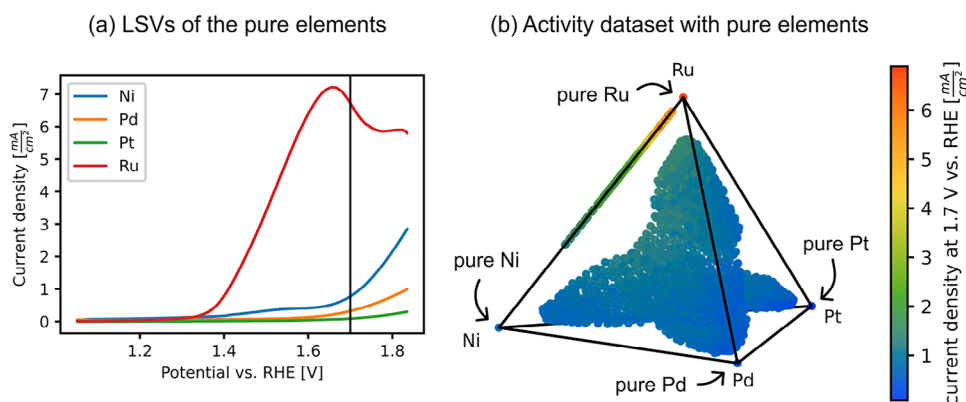 (a) LSVs of the pure elements
(b) Activity dataset with pure elements
Current density [mA/cm²]
7
6
5
4
3
2
1
0
Ni
Pd
Pt
Ru
1.2
1.4
1.6
1.8
Potential vs. RHE [V]
Ru
pure Ru
pure Ni
pure Pt
Ni
Pt
pure Pd
Pd
6
5
4
3
2
1
current density at 1.7 V vs. RHE [mA/cm²]